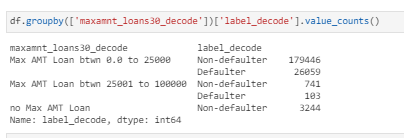 df.groupby(['maxamnt_loans30_decode'])['label_decode'].value_counts()
maxamnt_loans30_decode label_decode
Max AMT Loan btwn 0.0 to 25000 Non-defaulter 179446
Defaulter 26059
Max AMT Loan btwn 25001 to 100000 Non-defaulter 741
Defaulter 103
no Max AMT Loan Non-defaulter 3244
Name: label_decode, dtype: int64